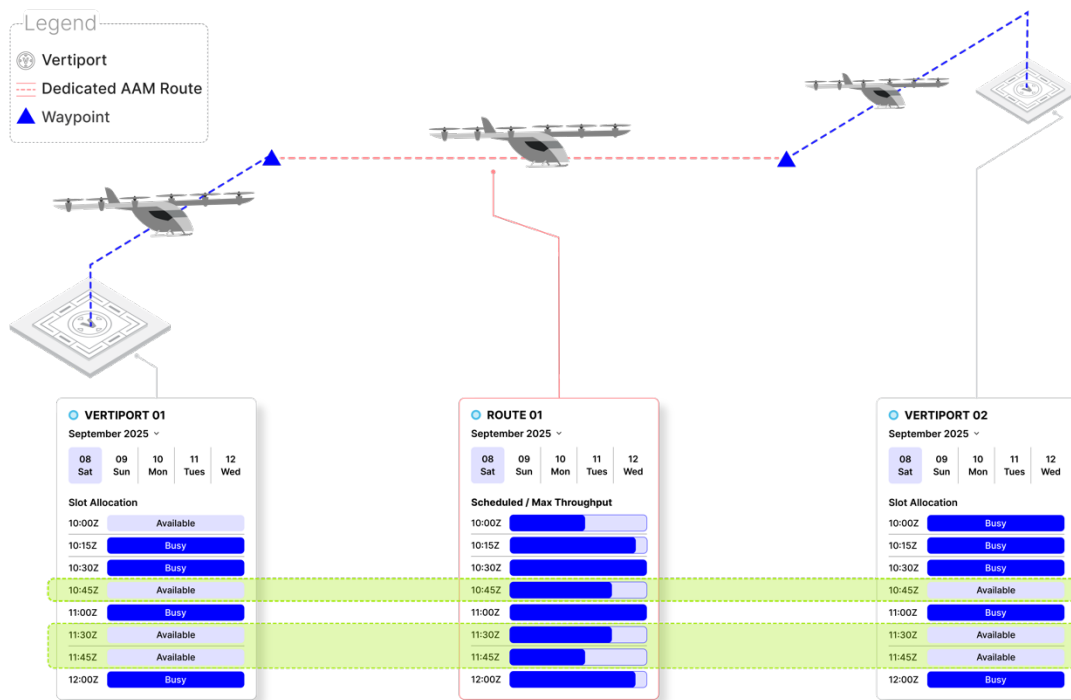 Legend
Vertiport
Dedicated AAM Route
Waypoint
VERTIPORT 01
September 2025
08 09 10 11 12
Sat Sun Mon Tues Wed
Slot Allocation
10:00Z Available
10:15Z Busy
10:30Z Busy
10:45Z Available
11:00Z Busy
11:30Z Available
11:45Z Available
12:00Z Busy
ROUTE 01
September 2025
08 09 10 11 12
Sat Sun Mon Tues Wed
Scheduled / Max Throughput
10:00Z
10:15Z
10:30Z
10:45Z
11:00Z
11:30Z
11:45Z
12:00Z
VERTIPORT 02
September 2025
08 09 10 11 12
Sat Sun Mon Tues Wed
Slot Allocation
10:00Z Busy
10:15Z Busy
10:30Z Busy
10:45Z Available
11:00Z Busy
11:30Z Available
11:45Z Available
12:00Z Busy